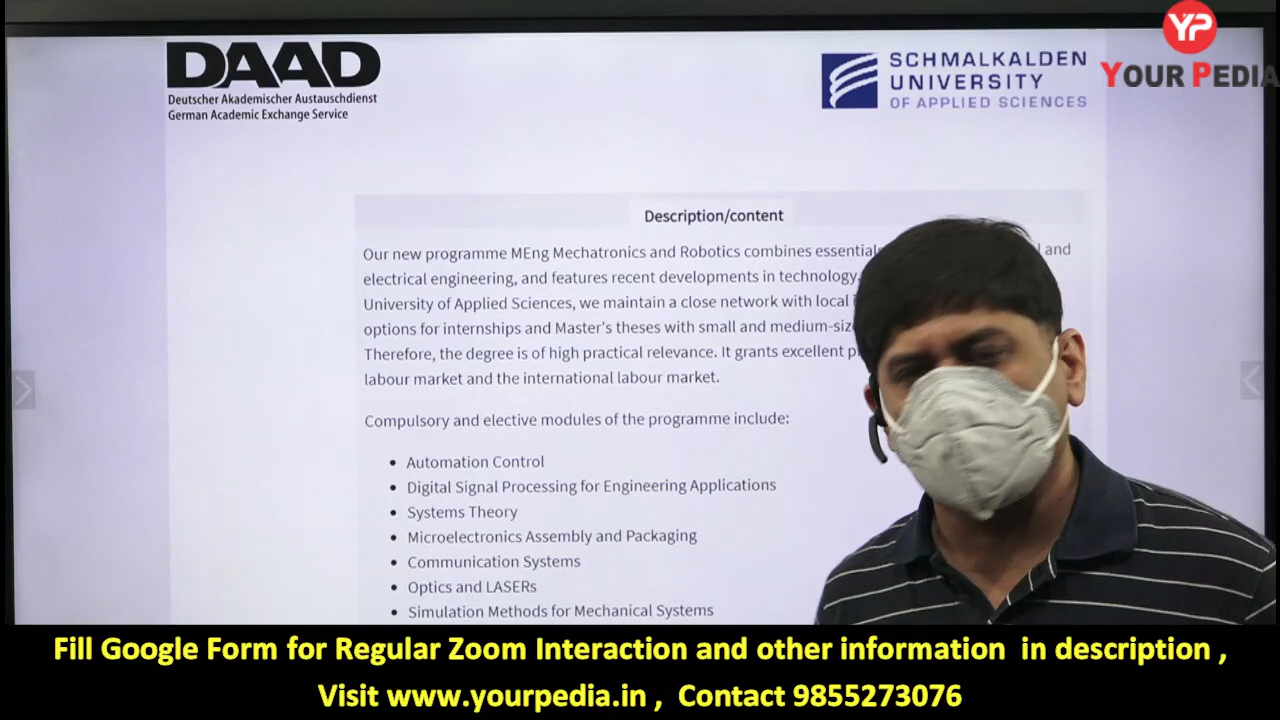 DAAD
Deutscher Akademischer Austauschdienst
German Academic Exchange Service
SCHMALKALDEN
UNIVERSITY
OF APPLIED SCIENCES
YP
YOUR PEDIA
Description/content
Our new programme MEng Mechatronics and Robotics combines essentials and
electrical engineering, and features recent developments in technology.
University of Applied Sciences, we maintain a close network with local
options for internships and Master's theses with small and
Therefore, the degree is of high practical relevance. It grants excellent
labour market and the international labour market.
Compulsory and elective modules of the programme include:
• Automation Control
• Digital Signal Processing for Engineering Applications
• Systems Theory
• Microelectronics Assembly and Packaging
• Communication Systems
• Optics and LASERs
• Simulation Methods for Mechanical Systems
Fill Google Form for Regular Zoom Interaction and other information in description ,
Visit www.yourpedia.in , Contact 9855273076